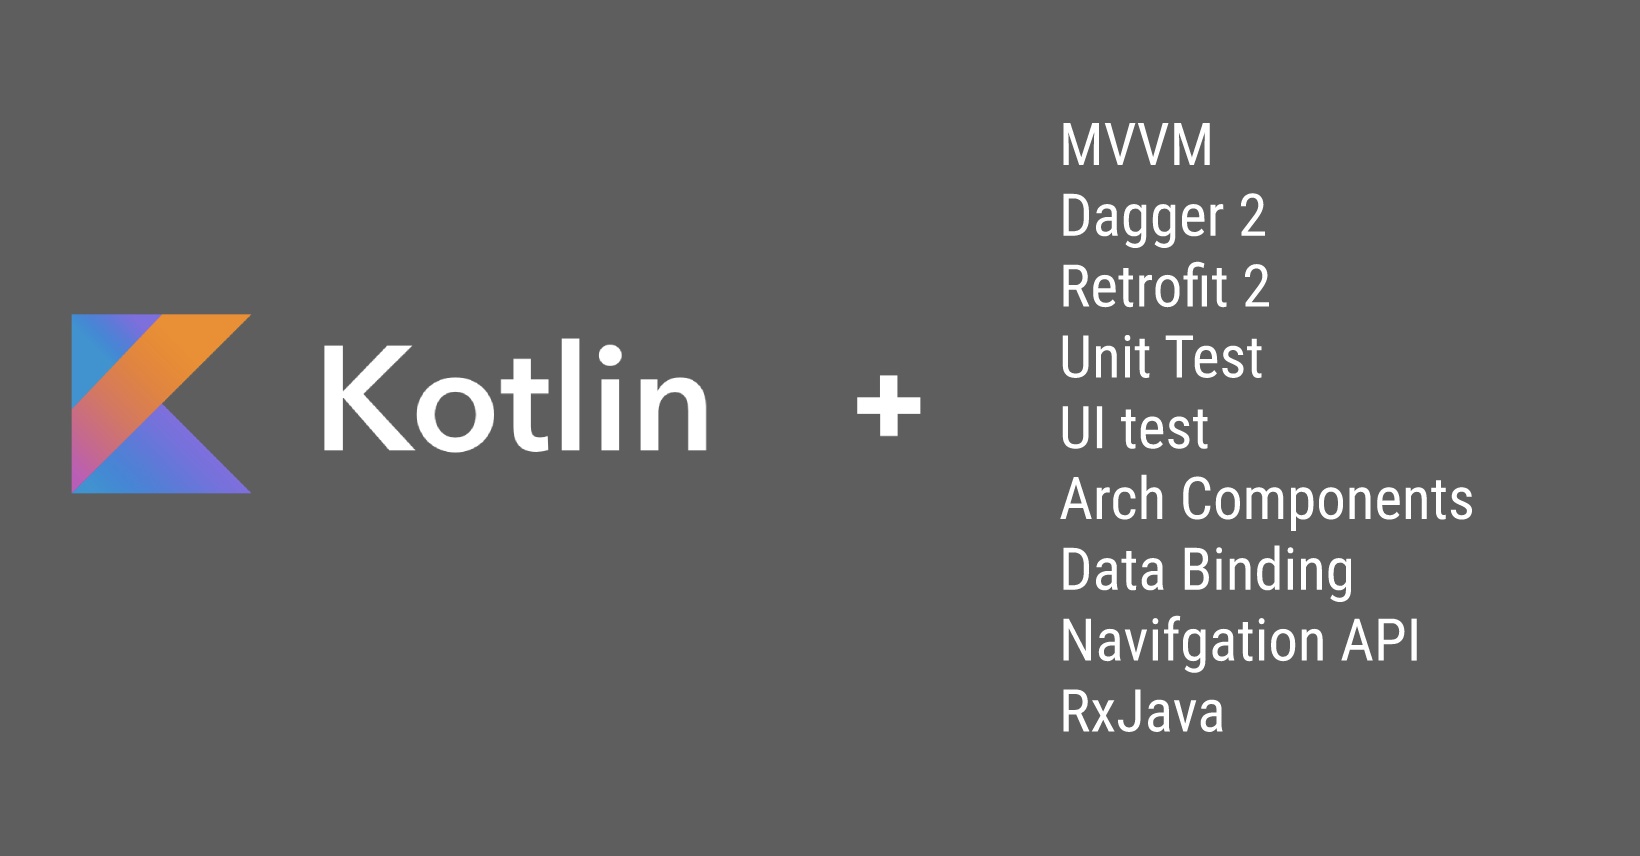 Kotlin
+
MVVM
Dagger 2
Retrofit 2
Unit Test
UI test
Arch Components
Data Binding
Navifgation API
RxJava